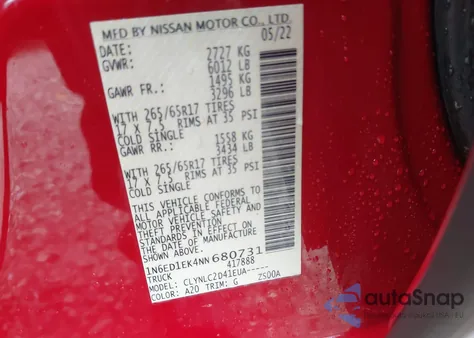 MFD BY NISSAN MOTOR CO., LTD.
DATE: 05/22
GVWR: 2727 KG
6012 LB
GAWR FR.: 1495 KG
3296 LB
WITH 265/65R17 TIRES
17 X 7.5 RIMS AT 35 PSI
COLD SINGLE
GAWR RR.: 1558 KG
3434 LB
WITH 265/65R17 TIRES
17 X 7.5 RIMS AT 35 PSI
COLD SINGLE
THIS VEHICLE CONFORMS TO
ALL APPLICABLE FEDERAL
MOTOR VEHICLE SAFETY AND
THEFT PREVENTION
STANDARDS IN EFFECT ON
THE DATE OF MANUFACTURE
SHOWN ABOVE.
1N6ED1EK4NN680731
TRUCK 417888
MODEL: CLYNLC2D41EUA-----
COLOR: A20 TRIM: G ZS00A
autaSnap